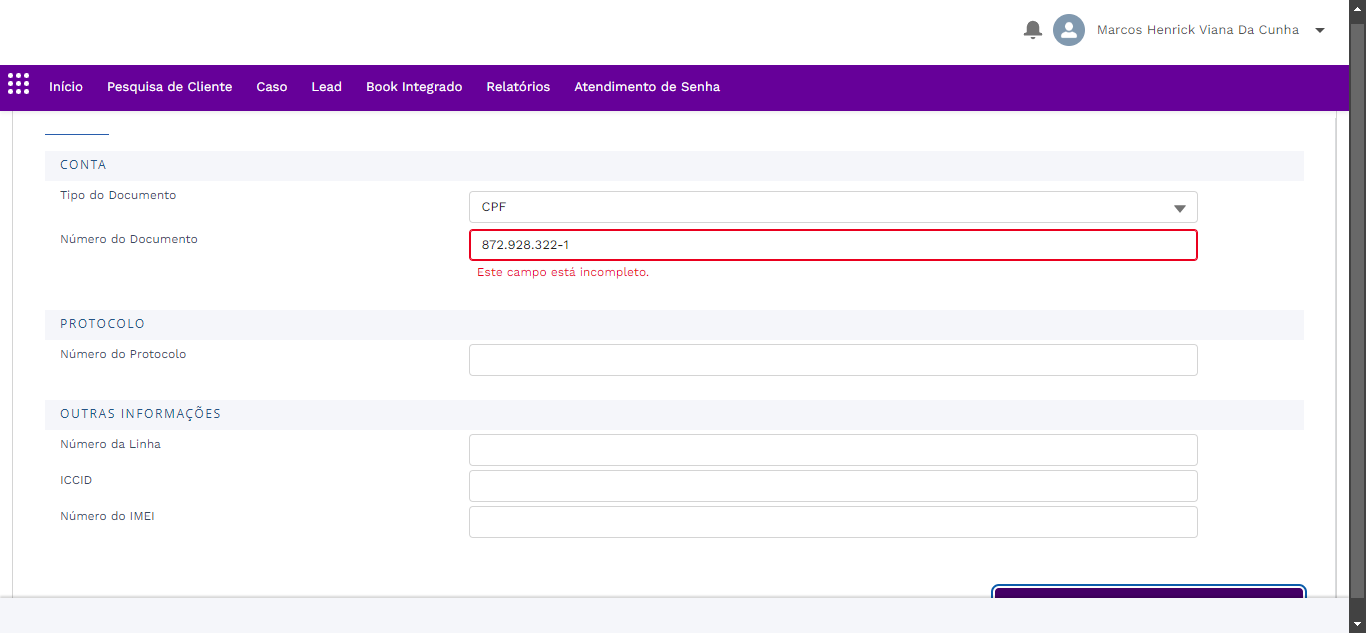 Marcos Henrick Viana Da Cunha
Início Pesquisa de Cliente Caso Lead Book Integrado Relatórios Atendimento de Senha
CONTA
Tipo do Documento
CPF
Número do Documento
872.928.322-1
Este campo está incompleto.
PROTOCOLO
Número do Protocolo
OUTRAS INFORMAÇÕES
Número da Linha
ICCID
Número do IMEI